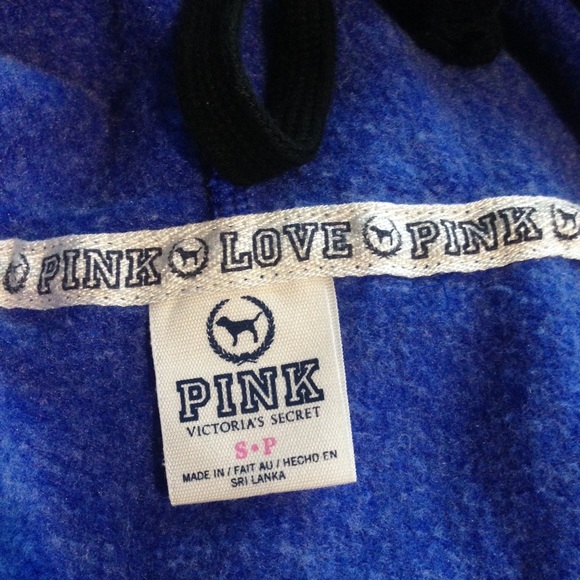 PINK LOVE PINK
PINK
VICTORIA'S SECRET
S•P
MADE IN / FAIT AU / HECHO EN
SRI LANKA